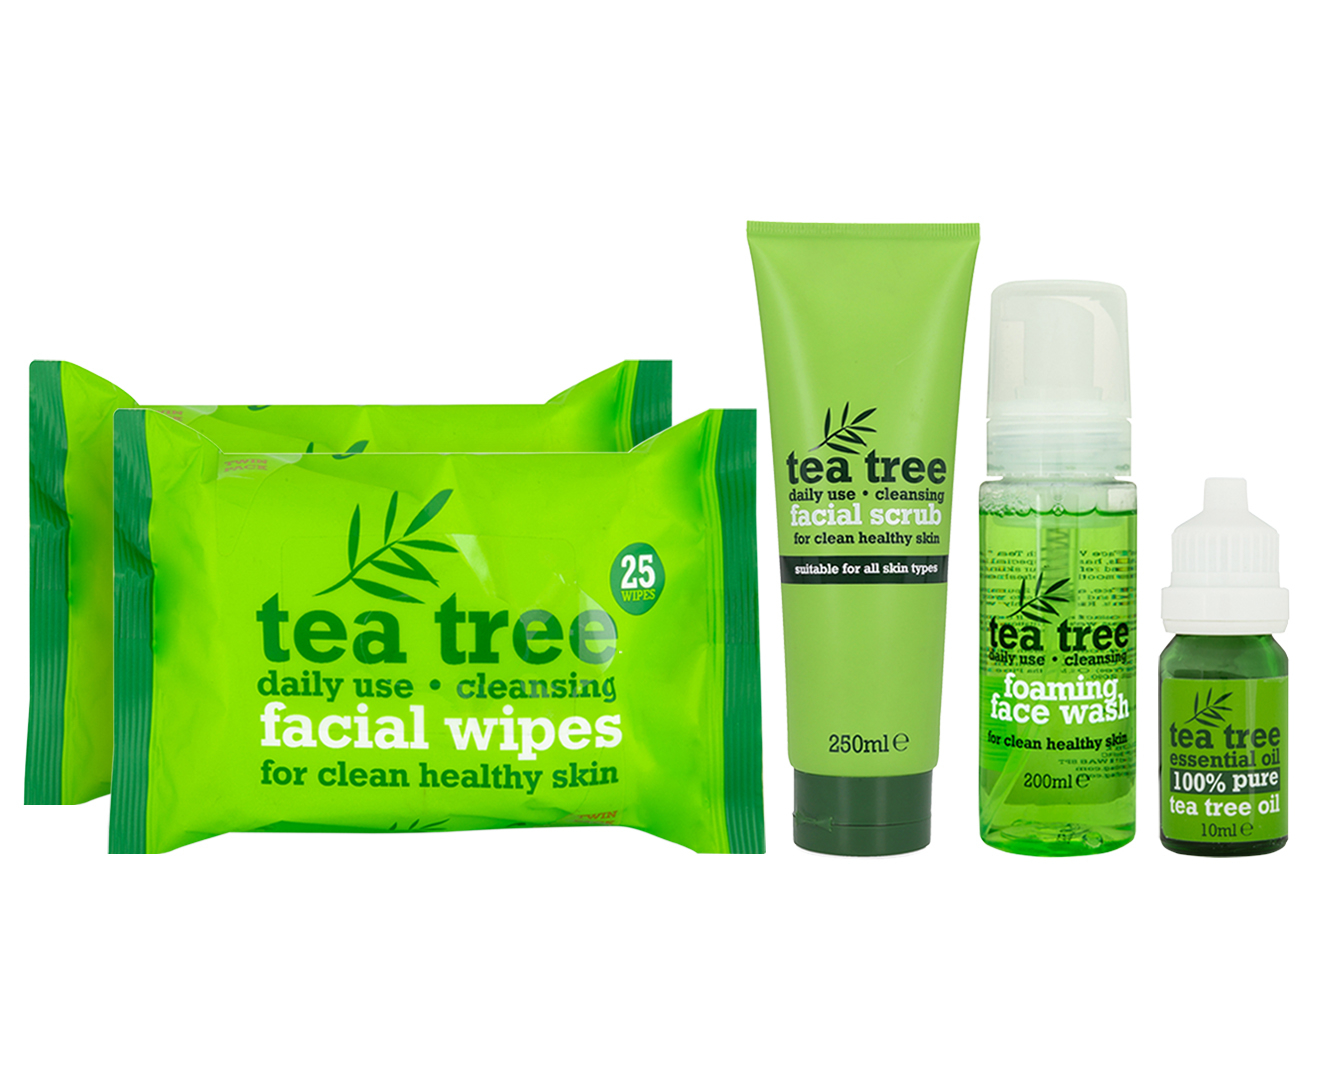 25
WIPES
tea tree
daily use • cleansing
facial wipes
for clean healthy skin
TWIN
tea tree
daily use • cleansing
facial scrub
for clean healthy skin
suitable for all skin types
250ml ℮
tea tree
daily use • cleansing
foaming
face wash
for clean healthy skin
200ml ℮
tea tree
essential oil
100% pure
tea tree oil
10ml ℮